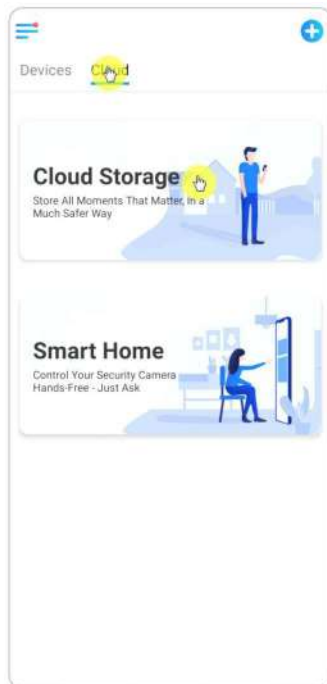 Devices Cloud
Cloud Storage
Store All Moments That Matter, In a
Much Safer Way
Smart Home
Control Your Security Camera
Hands-Free - Just Ask